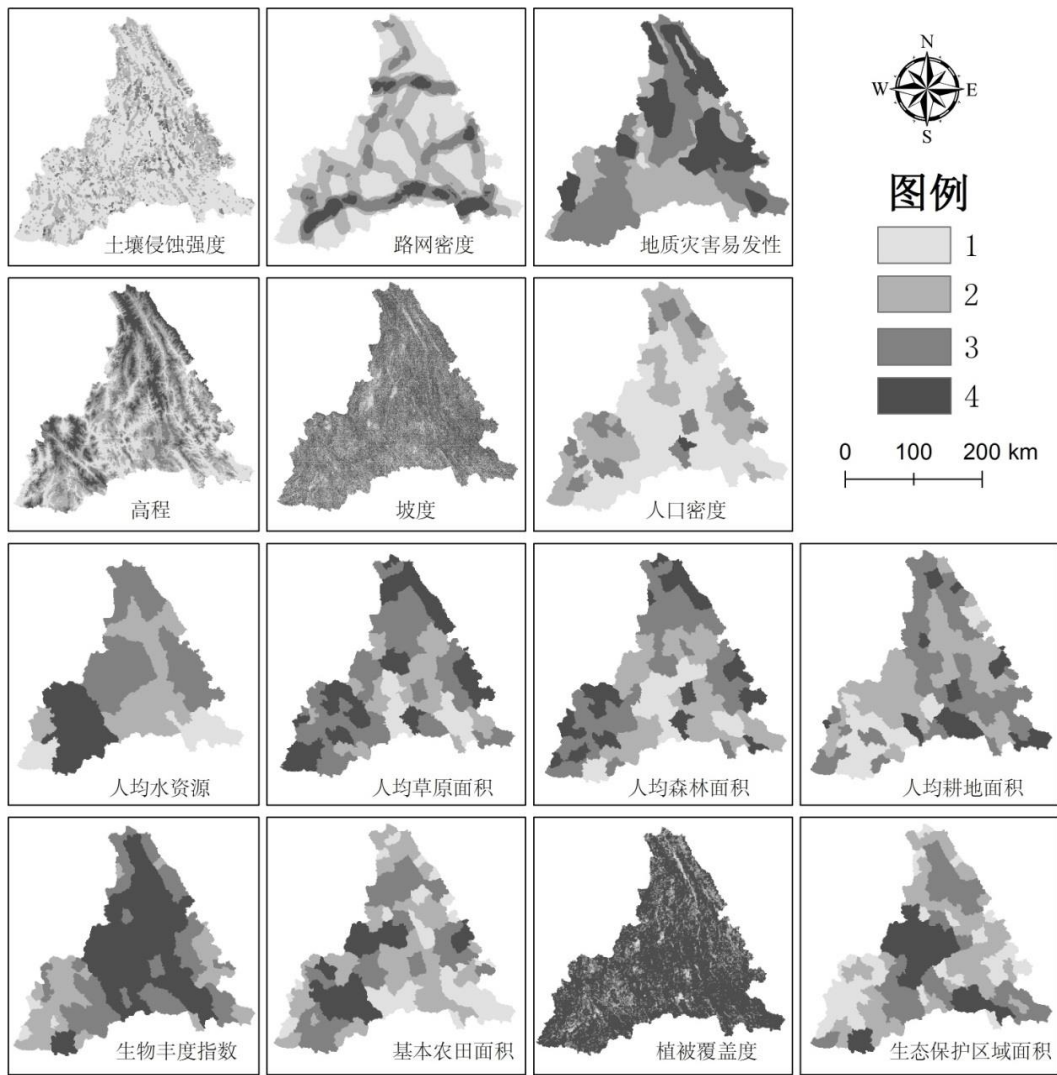 土壤侵蚀强度
路网密度
地质灾害易发性
N
W E
S
图例
1
2
3
4
0 100 200 km
高程
坡度
人口密度
人均水资源
人均草原面积
人均森林面积
人均耕地面积
生物丰度指数
基本农田面积
植被覆盖度
生态保护区域面积